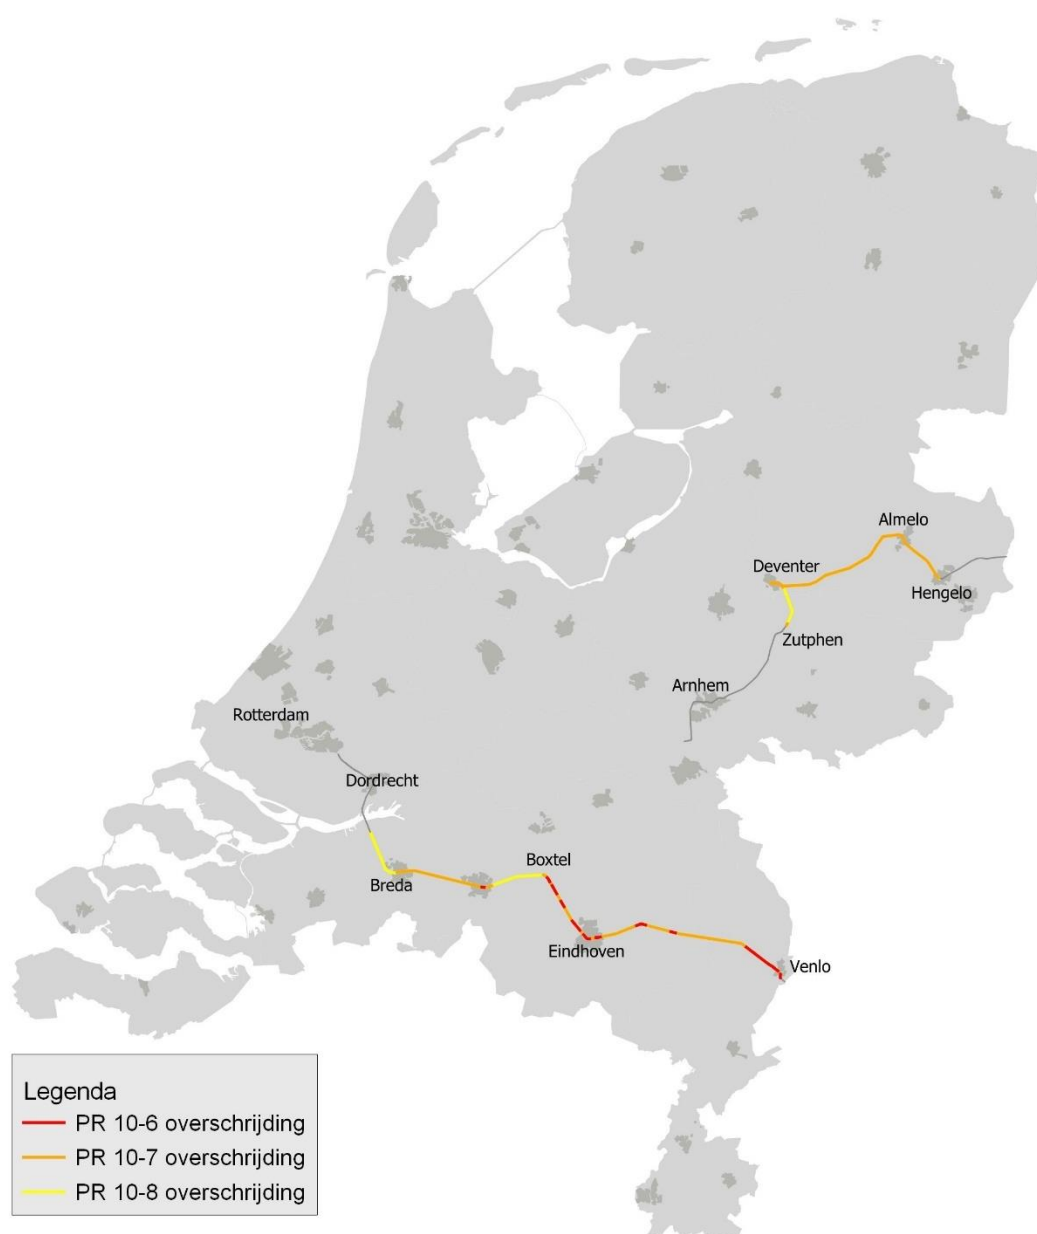 Almelo
Deventer
Hengelo
Zutphen
Arnhem
Rotterdam
Dordrecht
Boxtel
Breda
Eindhoven
Venlo
Legenda
PR 10-6 overschrijding
PR 10-7 overschrijding
PR 10-8 overschrijding